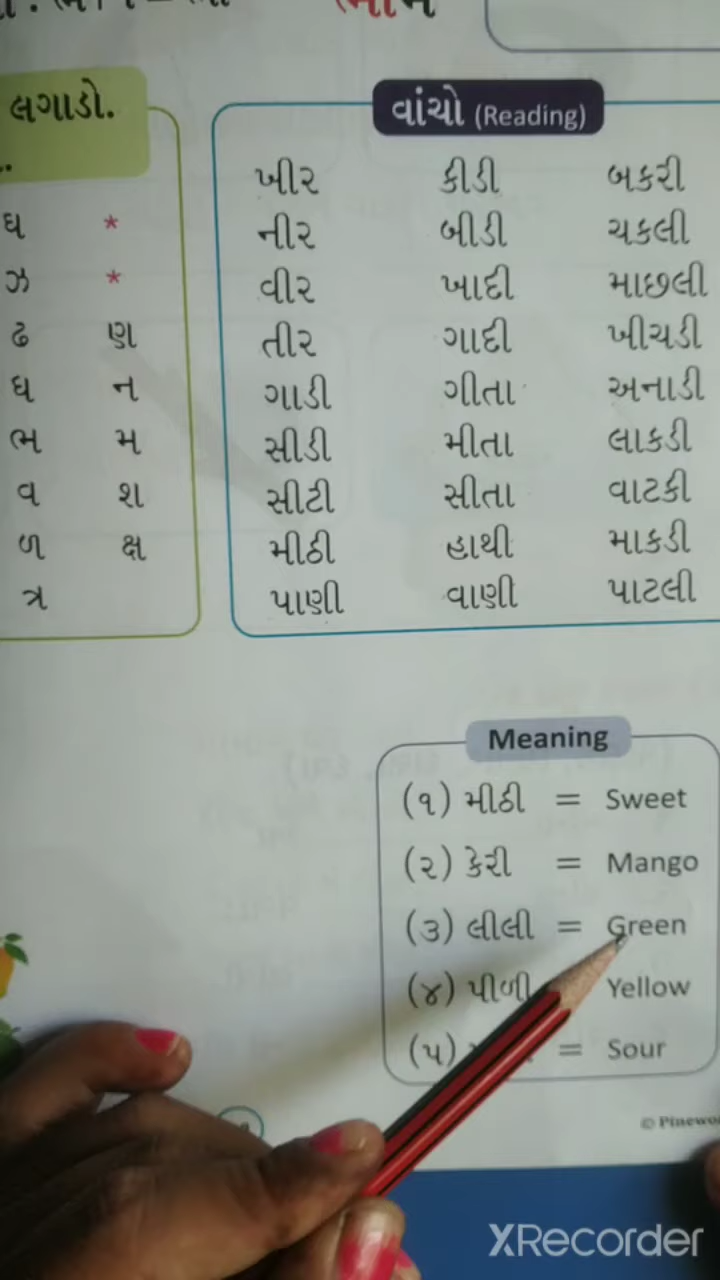 લગાડો.
..
ઘ *
ઝ *
ઢ ણ
ધ ન
ભ મ
વ શ
ળ ક્ષ
ત્ર
વાંચો (Reading)
ખીર કીડી બકરી
નીર બીડી ચકલી
વીર ખાદી માછલી
તીર ગાદી ખીચડી
ગાડી ગીતા અનાડી
સીડી મીતા લાકડી
સીટી સીતા વાટકી
મીઠી હાથી માકડી
પાણી વાણી પાટલી
Meaning
(૧) મીઠી = Sweet
(૨) કેરી = Mango
(૩) લીલી = Green
(૪) પીળી Yellow
(૫) = Sour
©
XRecorder